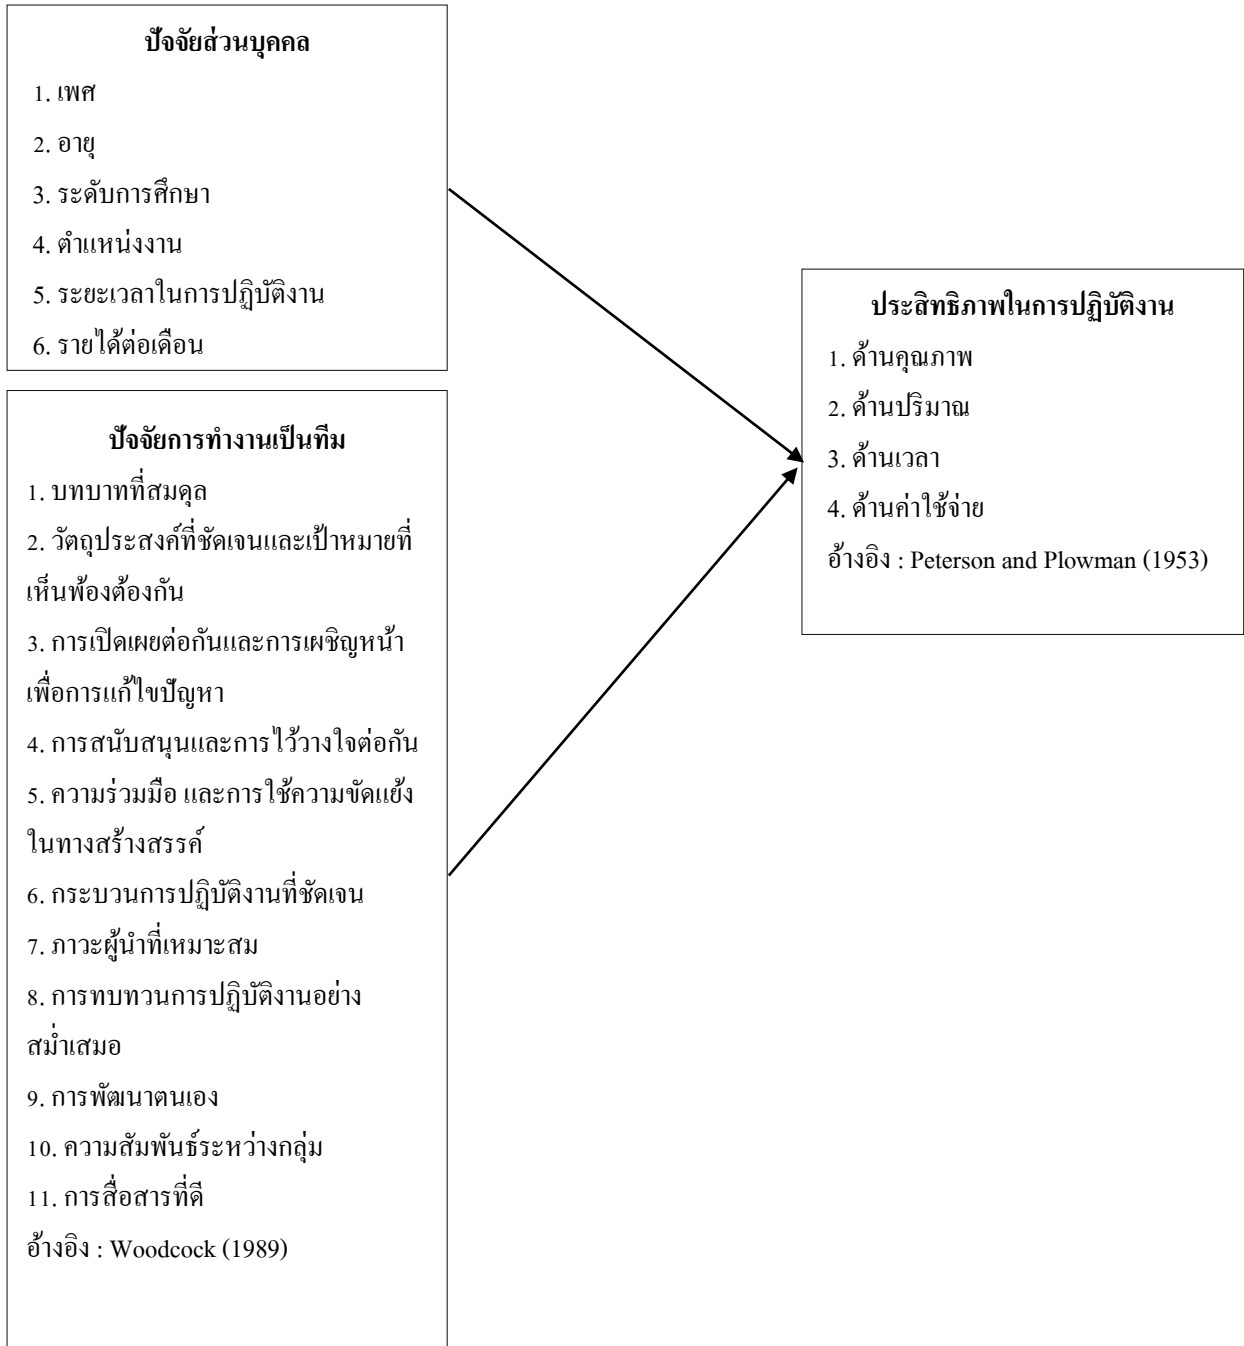 ปัจจัยส่วนบุคคล
1. เพศ
2. อายุ
3. ระดับการศึกษา
4. ตำแหน่งงาน
5. ระยะเวลาในการปฏิบัติงาน
6. รายได้ต่อเดือน
ปัจจัยการทำงานเป็นทีม
1. บทบาทที่สมดุล
2. วัตถุประสงค์ที่ชัดเจนและเป้าหมายที่
เห็นพ้องต้องกัน
3. การเปิดเผยต่อกันและการเผชิญหน้า
เพื่อการแก้ไขปัญหา
4. การสนับสนุนและการไว้วางใจต่อกัน
5. ความร่วมมือ และการใช้ความขัดแย้ง
ในทางสร้างสรรค์
6. กระบวนการปฏิบัติงานที่ชัดเจน
7. ภาวะผู้นำที่เหมาะสม
8. การทบทวนการปฏิบัติงานอย่าง
สม่ำเสมอ
9. การพัฒนาตนเอง
10. ความสัมพันธ์ระหว่างกลุ่ม
11. การสื่อสารที่ดี
อ้างอิง : Woodcock (1989)
ประสิทธิภาพในการปฏิบัติงาน
1. ด้านคุณภาพ
2. ด้านปริมาณ
3. ด้านเวลา
4. ด้านค่าใช้จ่าย
อ้างอิง : Peterson and Plowman (1953)